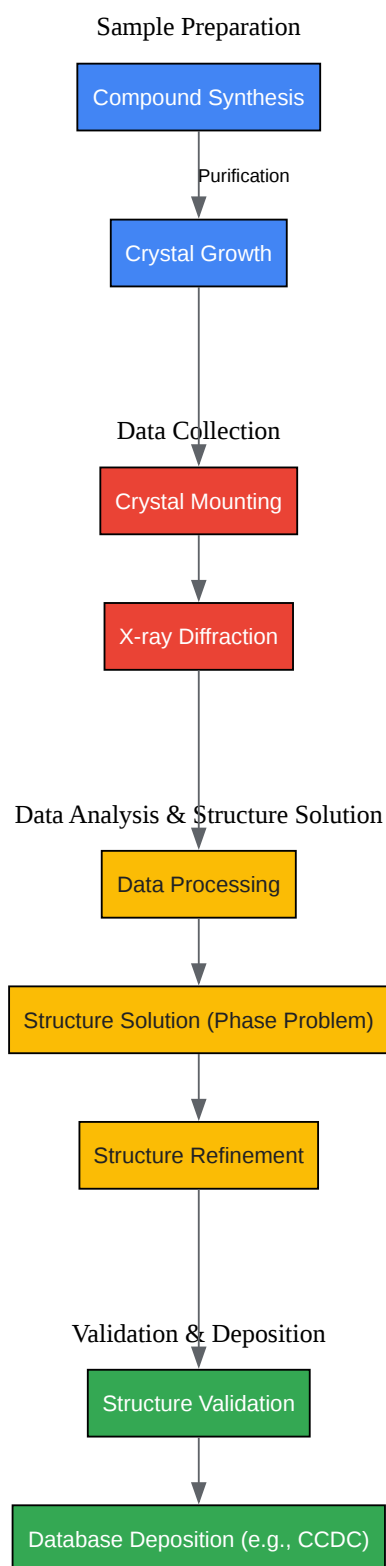 Sample Preparation
Compound Synthesis
Purification
Crystal Growth
Data Collection
Crystal Mounting
X-ray Diffraction
Data Analysis & Structure Solution
Data Processing
Structure Solution (Phase Problem)
Structure Refinement
Validation & Deposition
Structure Validation
Database Deposition (e.g., CCDC)